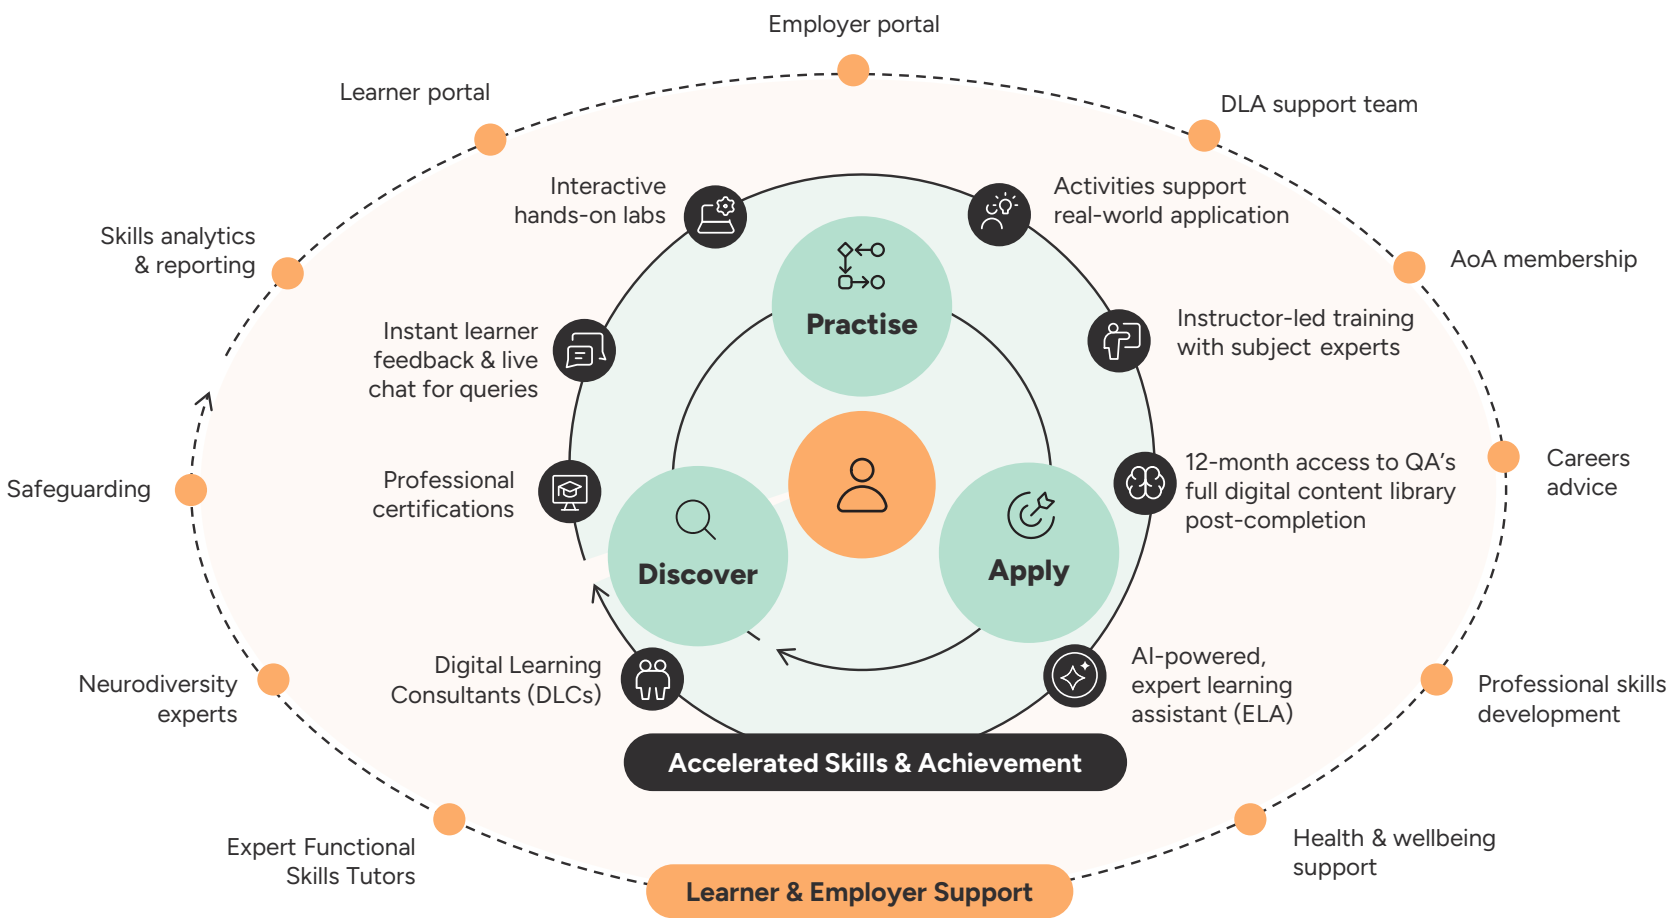 Employer portal
Learner portal
DLA support team
Interactive
hands-on labs
Activities support
real-world application
Skills analytics
& reporting
AoA membership
Practise
Instant learner
feedback & live
chat for queries
Instructor-led training
with subject experts
Safeguarding
Professional
certifications
12-month access to QA's
full digital content library
post-completion
Careers
advice
Discover
Apply
Neurodiversity
experts
Digital Learning
Consultants (DLCs)
AI-powered,
expert learning
assistant (ELA)
Professional skills
development
Accelerated Skills & Achievement
Expert Functional
Skills Tutors
Health & wellbeing
support
Learner & Employer Support